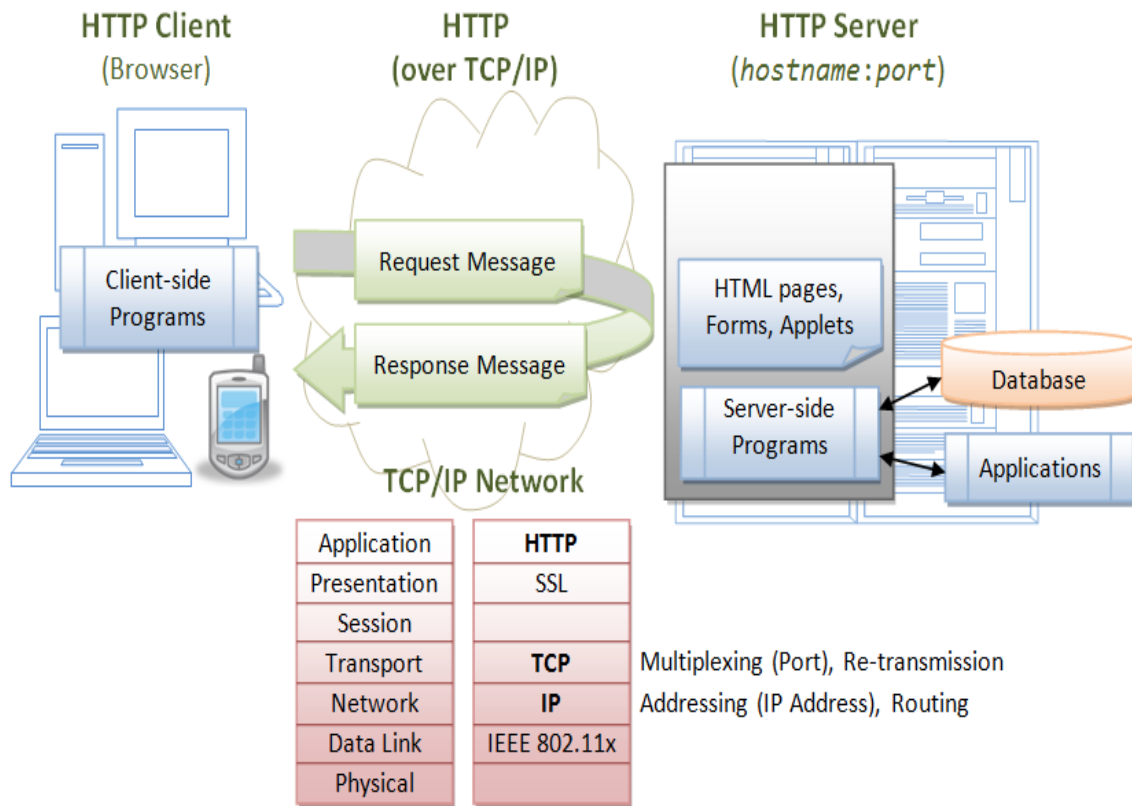 HTTP Client
(Browser)
HTTP
(over TCP/IP)
HTTP Server
(hostname:port)
Client-side
Programs
Request Message
Response Message
HTML pages,
Forms, Applets
Server-side
Programs
Database
Applications
TCP/IP Network
Application HTTP
Presentation SSL
Session
Transport TCP Multiplexing (Port), Re-transmission
Network IP Addressing (IP Address), Routing
Data Link IEEE 802.11x
Physical